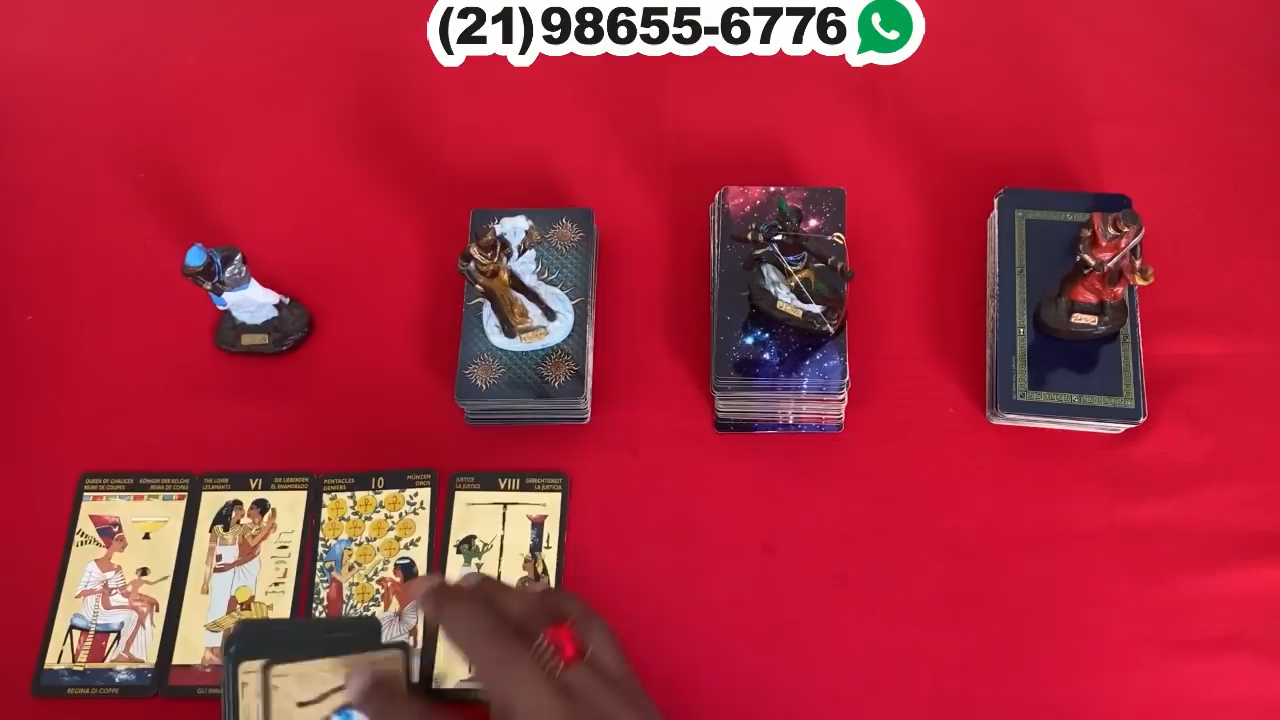 (21)98655-6776
QUEEN OF CHALICES
REINE DE COUPES
KÖNIGIN DER KELCHE
REINA DE COPAS
REGINA DI COPPE
THE LOVER
LES AMANTS
VI
DIE LIEBENDEN
EL ENAMORADO
PENTACLES
DENIERS
10
MÜNZEN
OROS
JUSTICE
LA JUSTICE
VIII
GERECHTIGKEIT
LA JUSTICIA